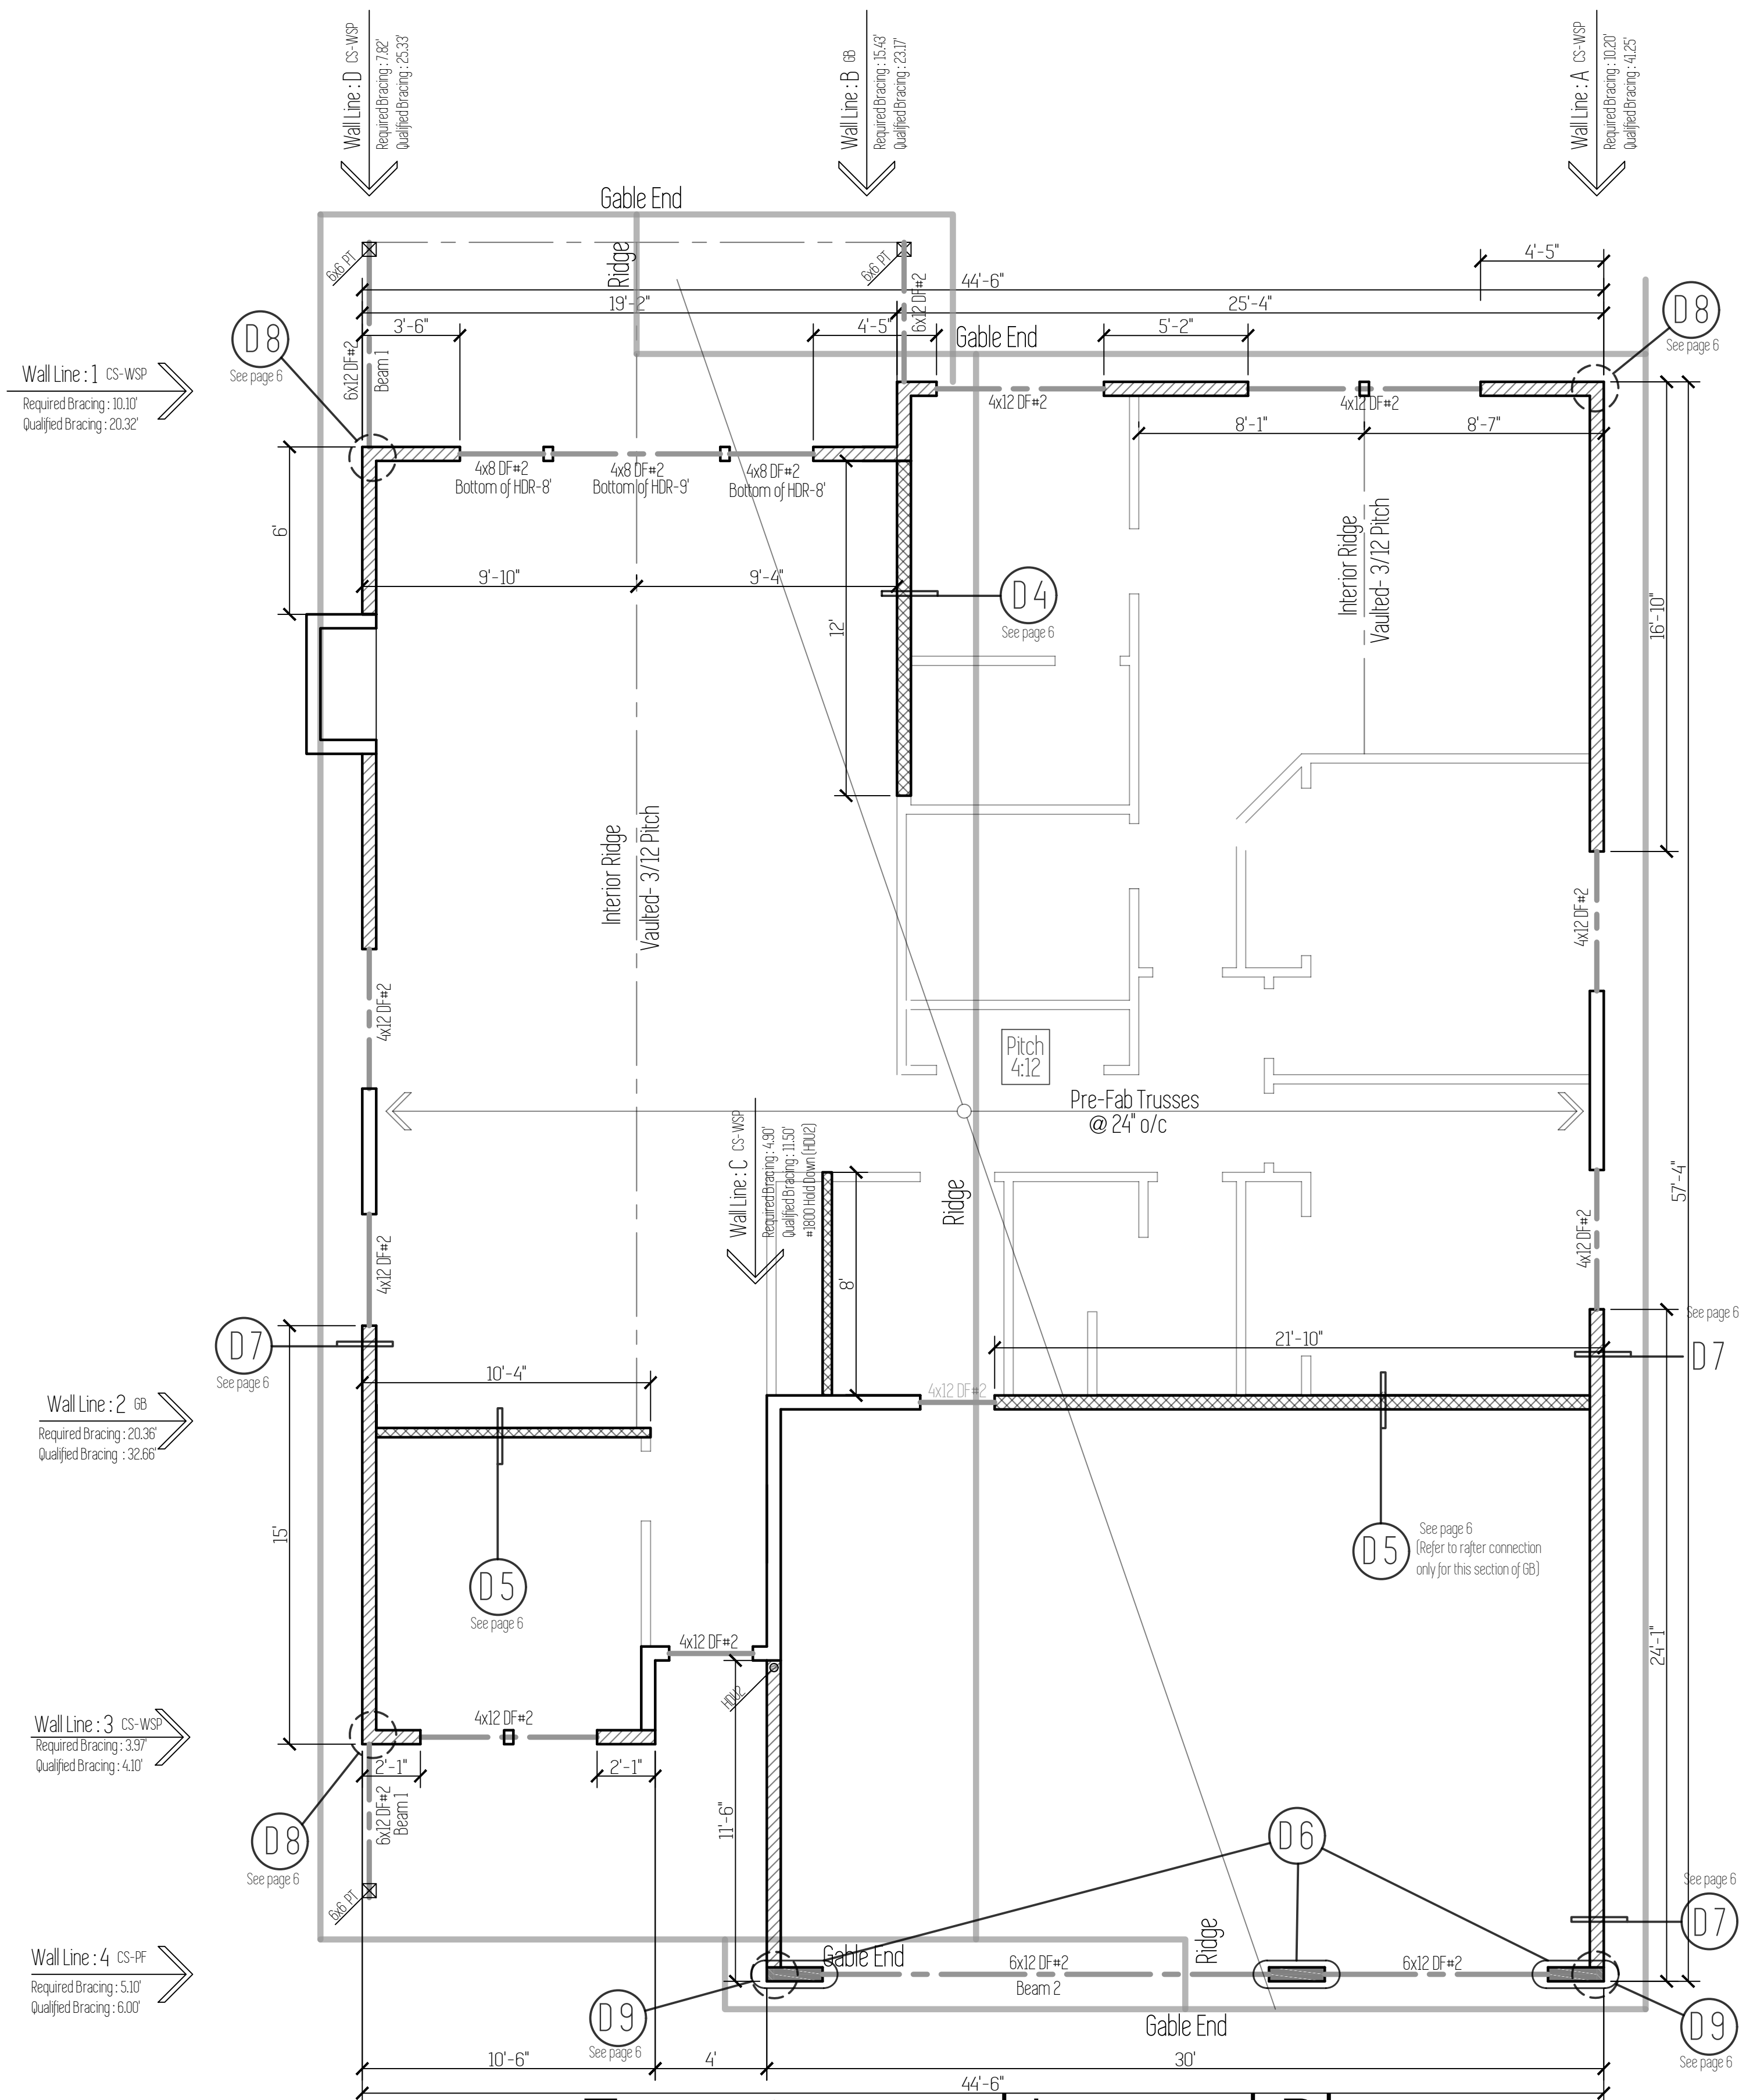 Wall Line : D CS-WSP
Required Bracing : 7.82'
Qualified Bracing : 25.33'
Wall Line : B GB
Required Bracing : 15.43'
Qualified Bracing : 23.17'
Wall Line : A CS-WSP
Required Bracing : 10.20'
Qualified Bracing : 41.25'
Gable End
Ridge
6x6 PT
6x6 PT
4'-5"
44'-6"
19'-2"
25'-4"
3'-6"
4'-5"
6x12 DF#2
Gable End
5'-2"
D8
See page 6
D8
See page 6
6x12 DF#2
Beam 1
Wall Line : 1 CS-WSP
Required Bracing : 10.10'
Qualified Bracing : 20.32'
4x12 DF#2
4x12 DF#2
8'-1"
8'-7"
4x8 DF#2
Bottom of HDR-8'
4x8 DF#2
Bottom of HDR-9'
4x8 DF#2
Bottom of HDR-8'
6'
9'-10"
9'-4"
12'
D4
See page 6
Interior Ridge
Vaulted- 3/12 Pitch
16'-10"
Interior Ridge
Vaulted- 3/12 Pitch
4x12 DF#2
4x12 DF#2
Pitch
4:12
Pre-Fab Trusses
@ 24" o/c
57'-4"
Wall Line : C CS-WSP
Required Bracing : 4.90'
Qualified Bracing : 11.50'
#1800 Hold Down (HDU2)
Ridge
8'
4x12 DF#2
4x12 DF#2
D7
See page 6
See page 6
D7
10'-4"
21'-10"
4x12 DF#2
Wall Line : 2 GB
Required Bracing : 20.36'
Qualified Bracing : 32.66'
15'
D5
See page 6
D5
See page 6
(Refer to rafter connection
only for this section of GB)
24'-1"
4x12 DF#2
HDU2
Wall Line : 3 CS-WSP
Required Bracing : 3.97'
Qualified Bracing : 4.10'
4x12 DF#2
2'-1"
2'-1"
6x12 DF#2
Beam 1
11'-6"
D8
See page 6
D6
6x6 PT
See page 6
D7
Wall Line : 4 CS-PF
Required Bracing : 5.10'
Qualified Bracing : 6.00'
Gable End
Ridge
6x12 DF#2
Beam 2
6x12 DF#2
D9
See page 6
Gable End
D9
See page 6
10'-6"
4'
30'
44'-6"